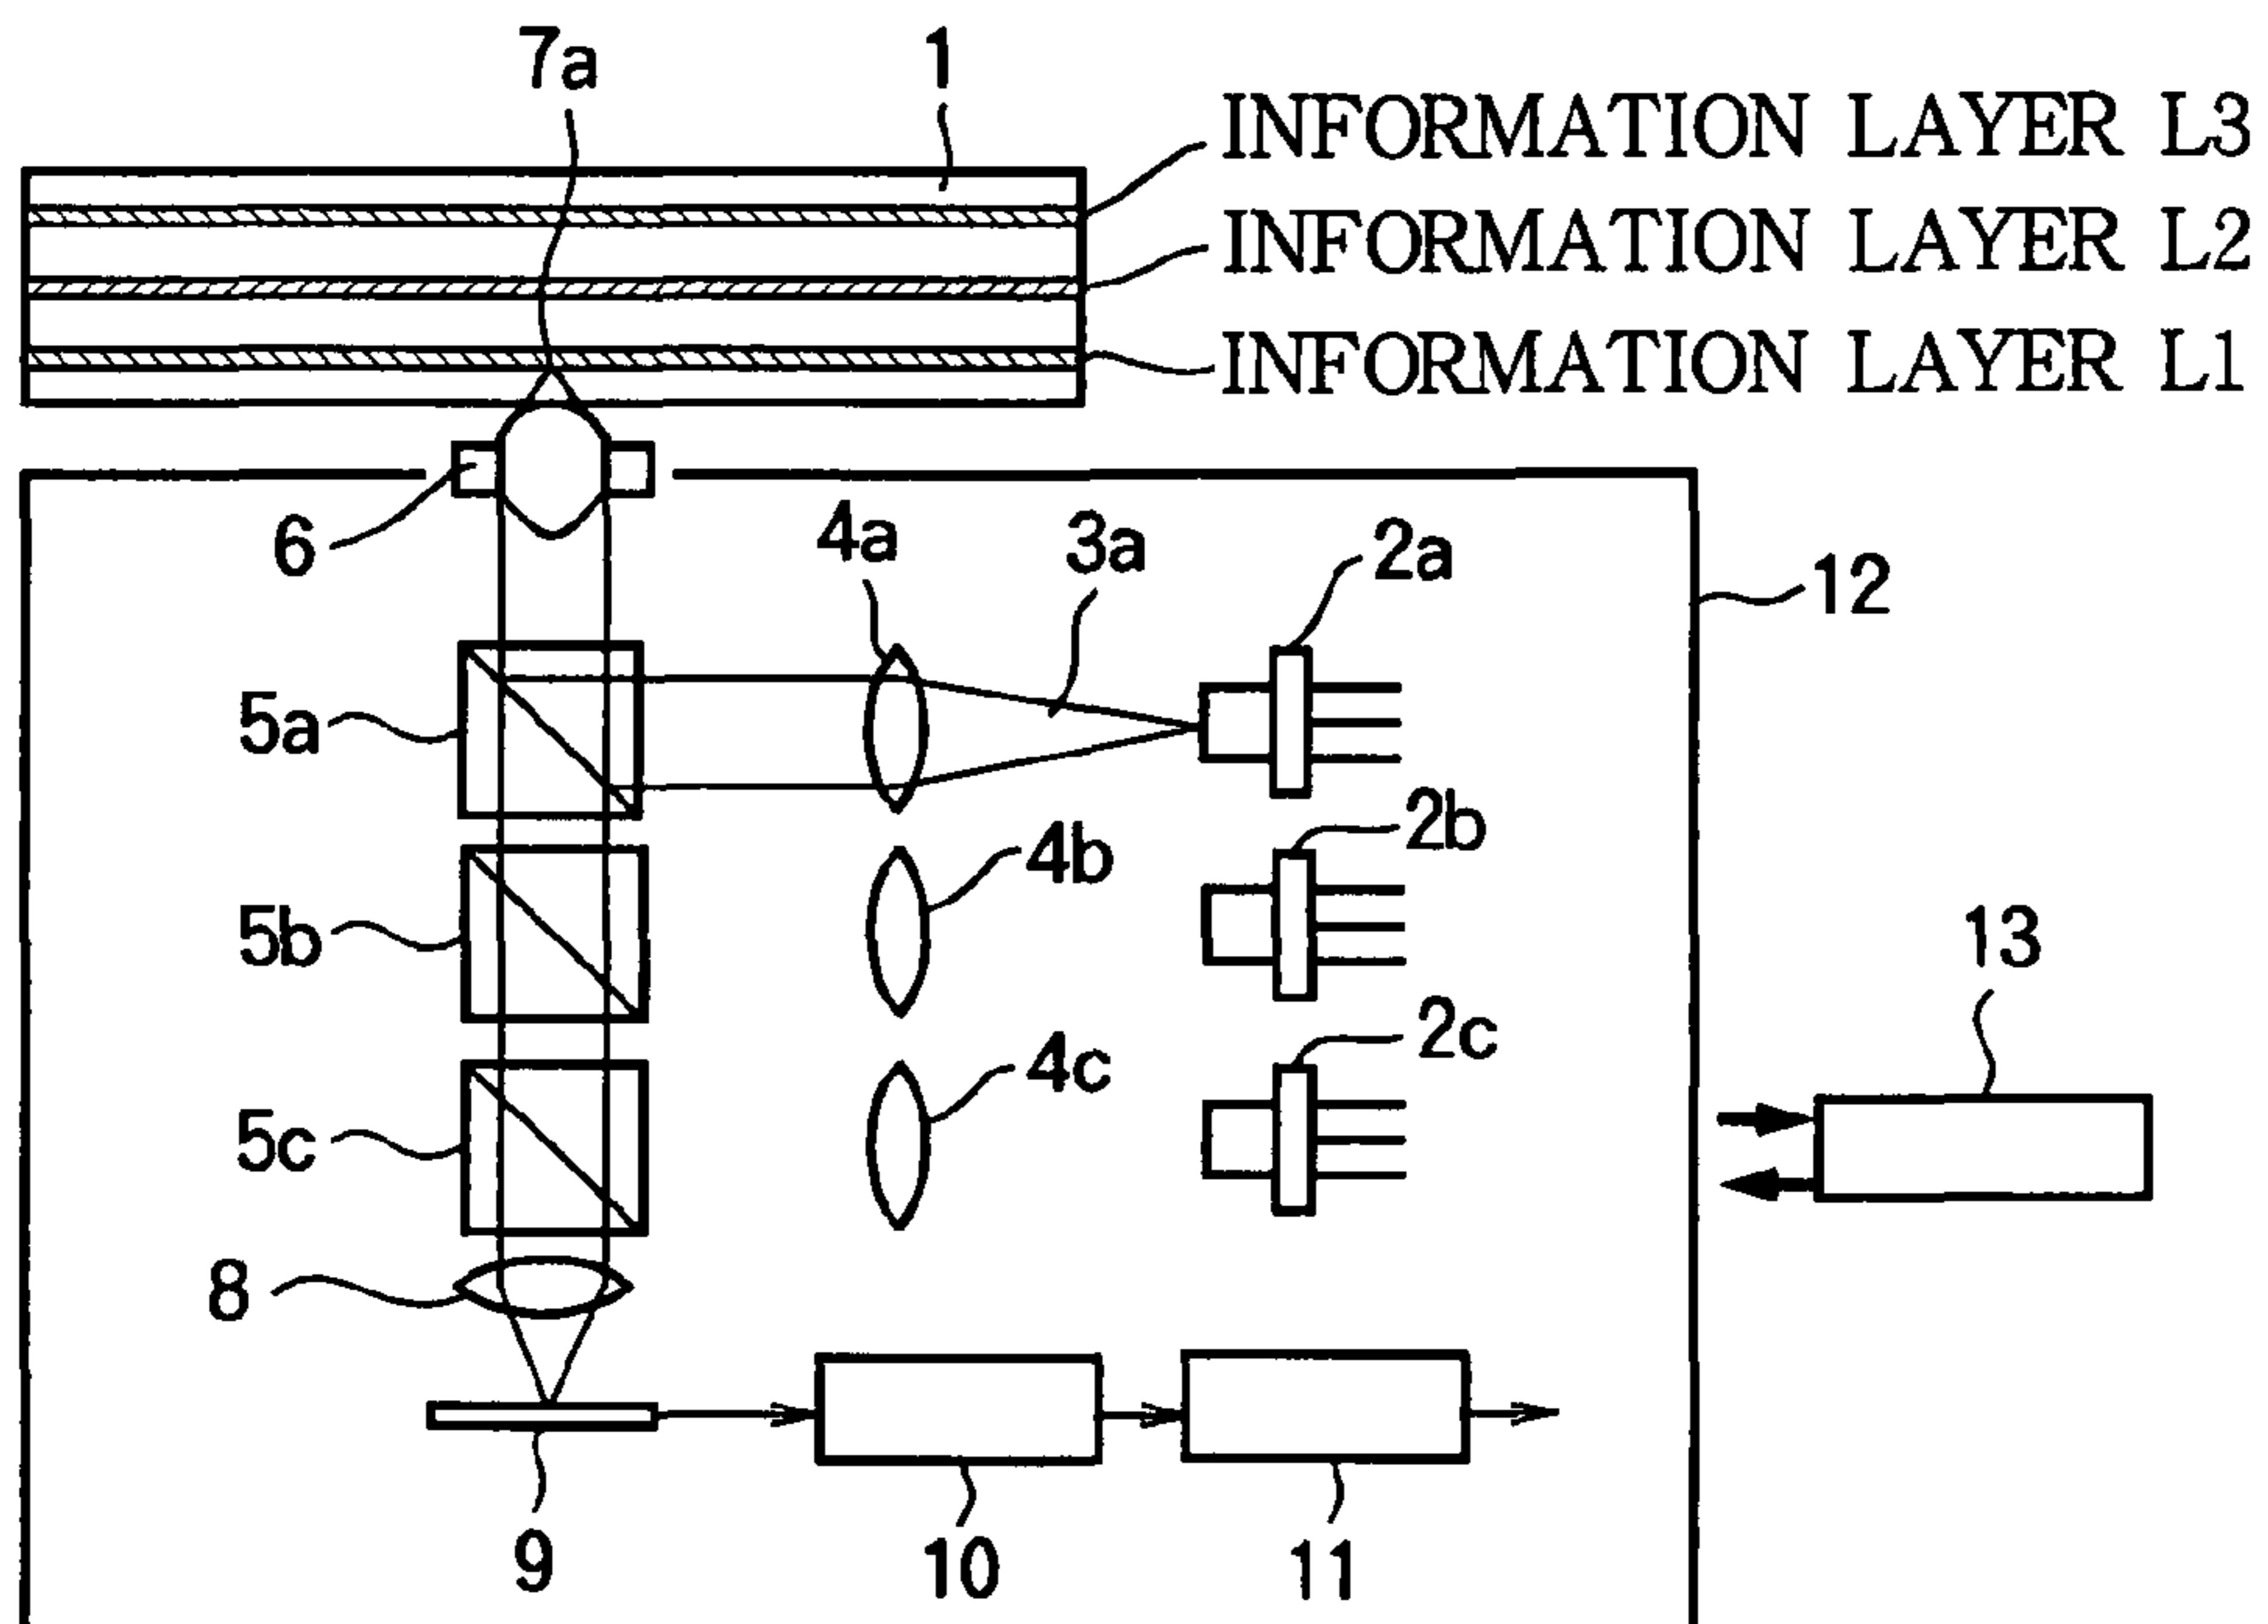 7a
1
INFORMATION LAYER L3
INFORMATION LAYER L2
INFORMATION LAYER L1
6
4a
3a
2a
12
5a
2b
4b
5b
13
2c
4c
5c
8
9
10
11